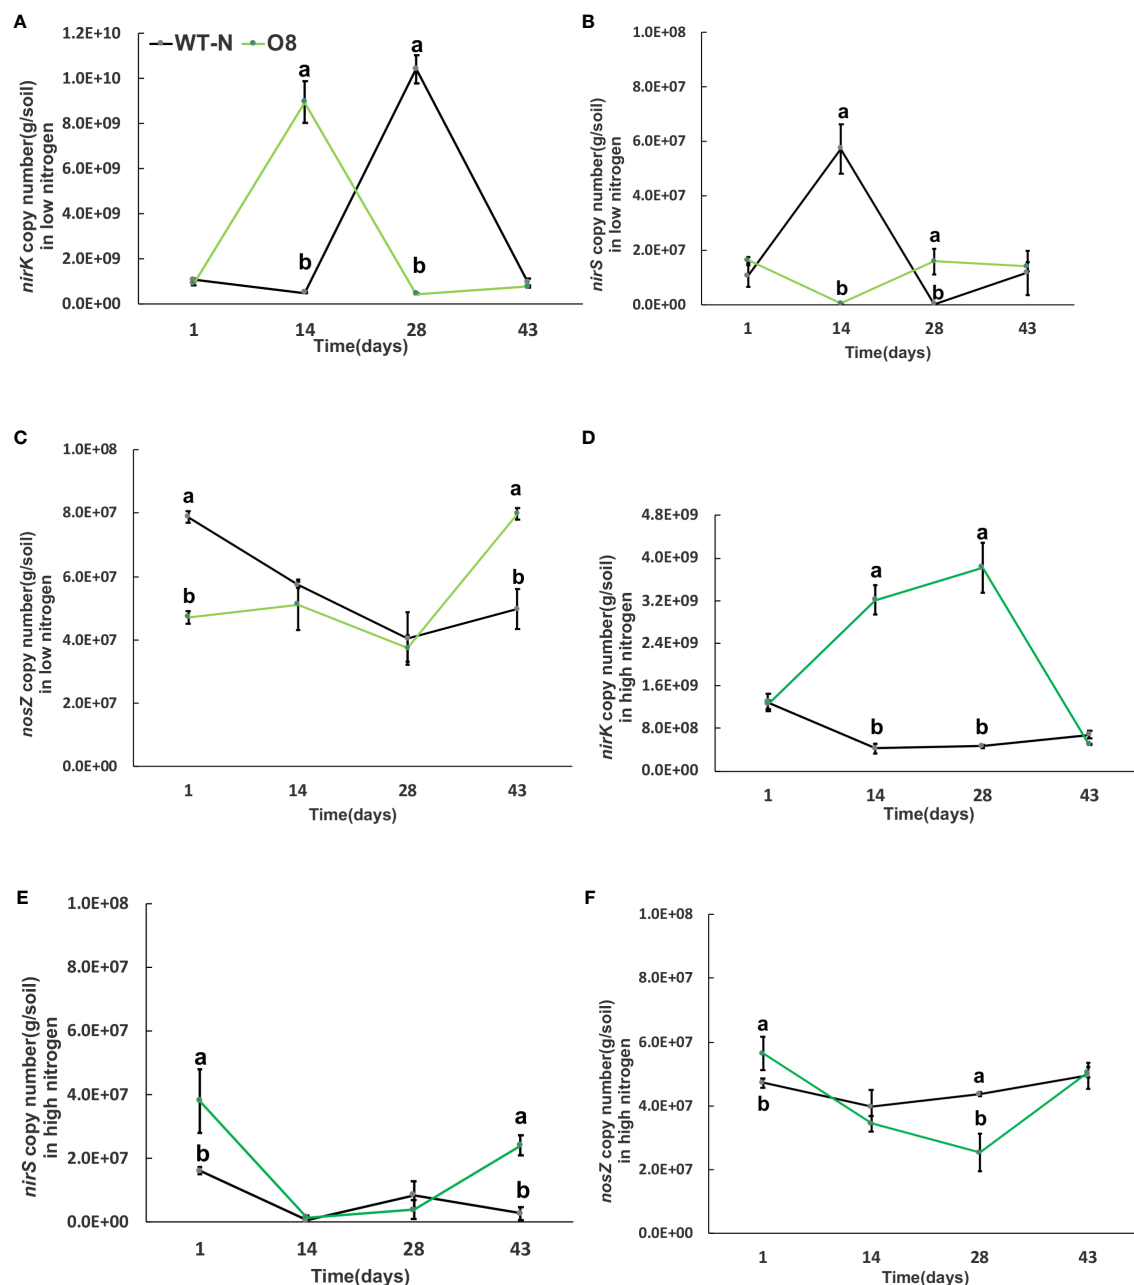 A
WT-N O8
nirK copy number(g/soil)
in low nitrogen
1.2E+10
1.0E+10
8.0E+09
6.0E+09
4.0E+09
2.0E+09
0.0E+00
a
a
b
b
1 14 28 43
Time(days)
B
nirS copy number(g/soil)
in low nitrogen
1.0E+08
8.0E+07
6.0E+07
4.0E+07
2.0E+07
0.0E+00
a
a
b
b
1 14 28 43
Time(days)
C
nosZ copy number(g/soil)
in low nitrogen
1.0E+08
8.0E+07
6.0E+07
4.0E+07
2.0E+07
0.0E+00
a
a
b
b
1 14 28 43
Time(days)
D
nirK copy number(g/soil)
in high nitrogen
4.8E+09
4.0E+09
3.2E+09
2.4E+09
1.6E+09
8.0E+08
0.0E+00
a
a
b
b
1 14 28 43
Time(days)
E
nirS copy number(g/soil)
in high nitrogen
1.0E+08
8.0E+07
6.0E+07
4.0E+07
2.0E+07
0.0E+00
a
a
b
b
1 14 28 43
Time(days)
F
nosZ copy number(g/soil)
in high nitrogen
1.0E+08
8.0E+07
6.0E+07
4.0E+07
2.0E+07
0.0E+00
a
a
b
b
1 14 28 43
Time(days)